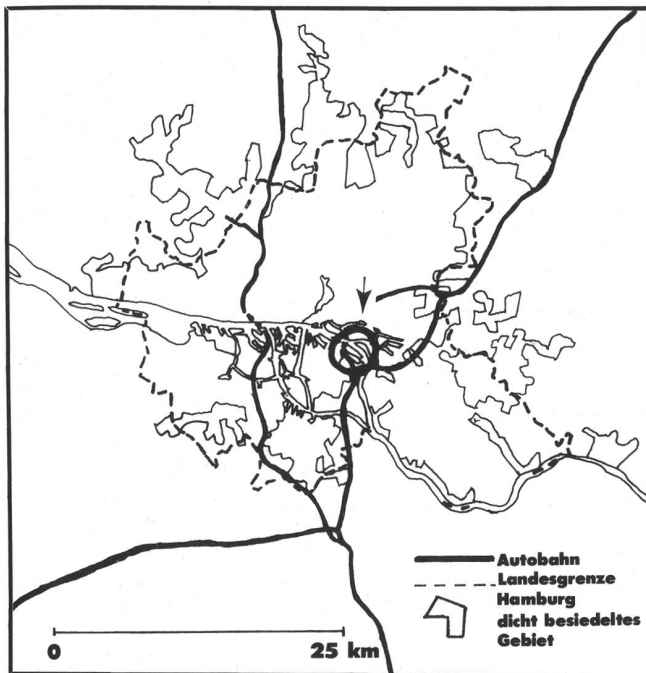 Autobahn
Landesgrenze
Hamburg
dicht besiedeltes
Gebiet
0 25 km